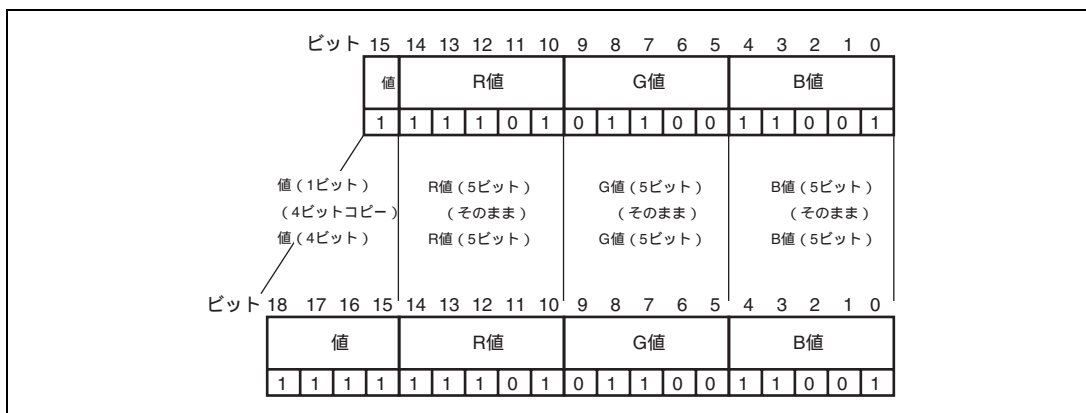 ビット 15 14 13 12 11 10 9 8 7 6 5 4 3 2 1 0
値 R値 G値 B値
1 1 1 1 0 1 0 1 1 0 0 1 1 0 0 1
値(1ビット) R値(5ビット) G値(5ビット) B値(5ビット)
(4ビットコピー) (そのまま) (そのまま) (そのまま)
値(4ビット) R値(5ビット) G値(5ビット) B値(5ビット)
ビット 18 17 16 15 14 13 12 11 10 9 8 7 6 5 4 3 2 1 0
値 R値 G値 B値
1 1 1 1 1 1 1 0 1 0 1 1 0 0 1 1 0 0 1